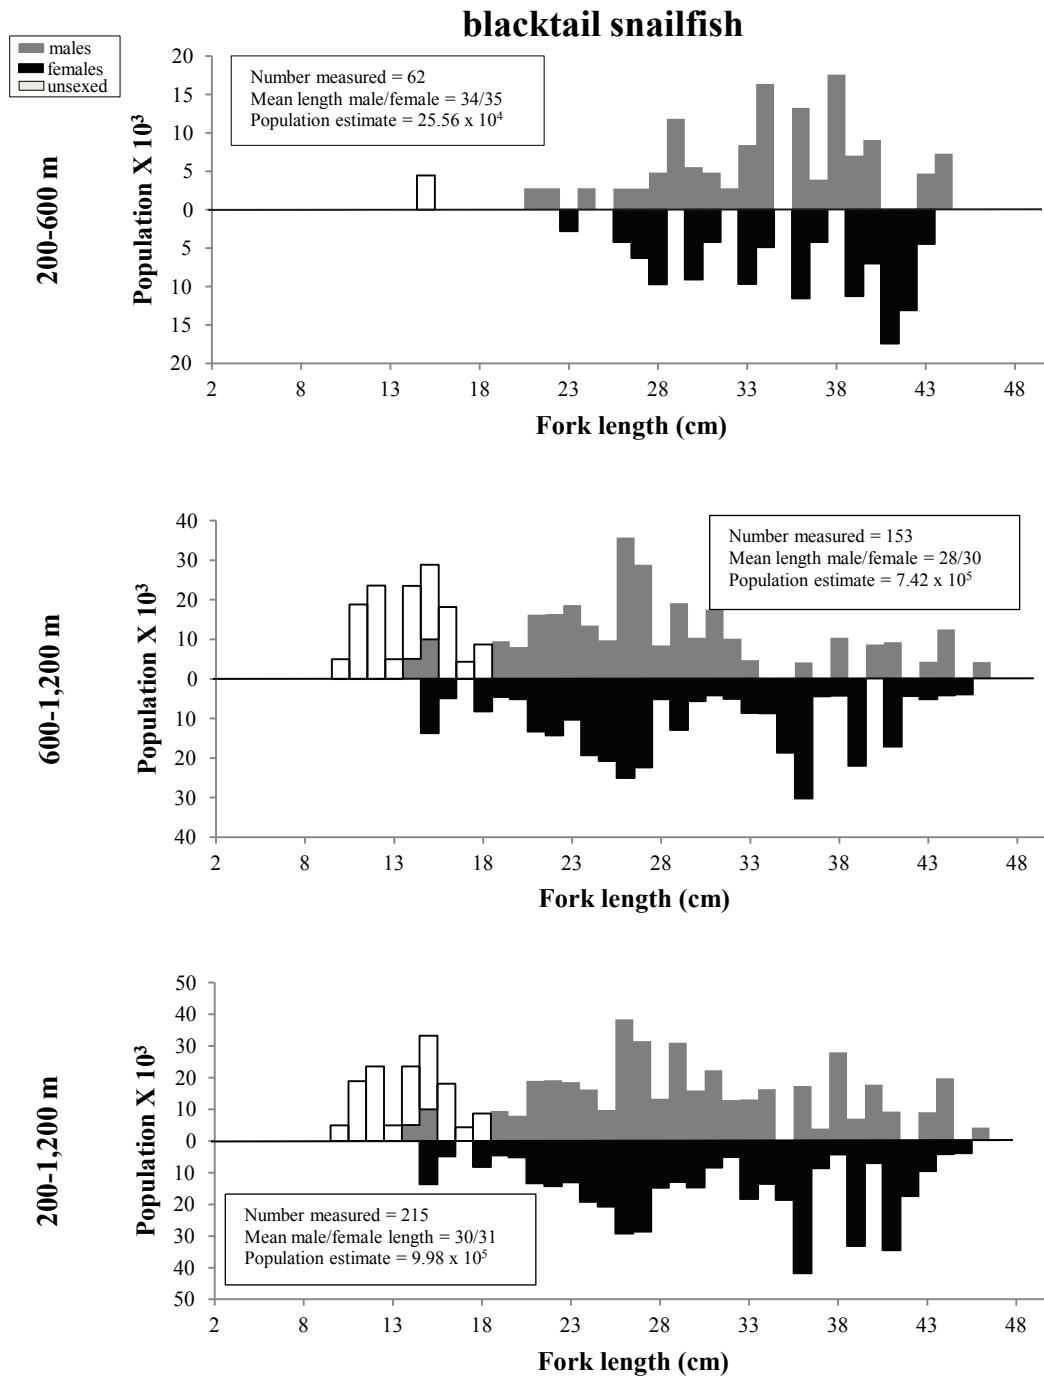 blacktail snailfish
males
females
unsexed
200-600 m
Population X 10³
20
15
10
5
0
5
10
15
20
Number measured = 62
Mean length male/female = 34/35
Population estimate = 25.56 x 10⁴
2 8 13 18 23 28 33 38 43 48
Fork length (cm)
600-1,200 m
Population X 10³
40
30
20
10
0
10
20
30
40
Number measured = 153
Mean length male/female = 28/30
Population estimate = 7.42 x 10⁵
2 8 13 18 23 28 33 38 43 48
Fork length (cm)
200-1,200 m
Population X 10³
50
40
30
20
10
0
10
20
30
40
50
Number measured = 215
Mean male/female length = 30/31
Population estimate = 9.98 x 10⁵
2 8 13 18 23 28 33 38 43 48
Fork length (cm)